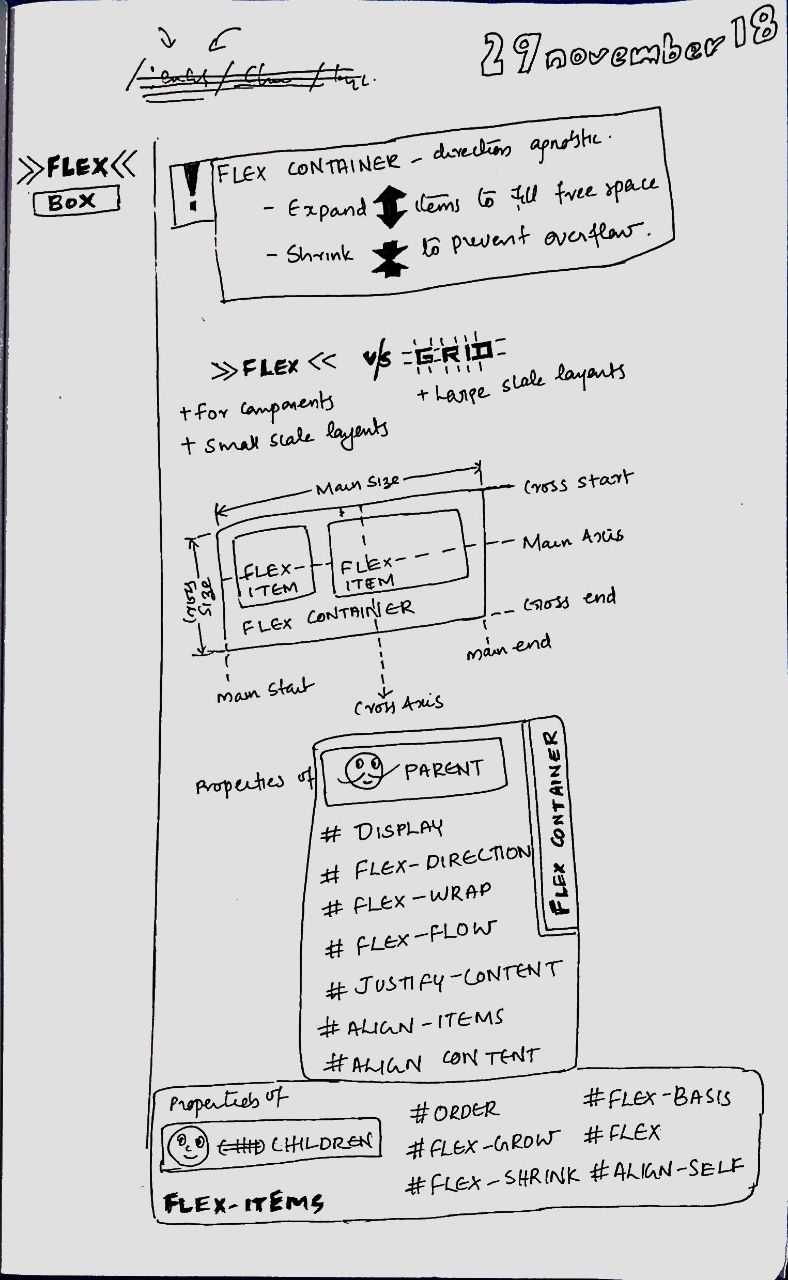 29 november 18
FLEX
BOX
! FLEX CONTAINER - direction agnostic.
- Expand items to fill free space
- Shrink to prevent overflow.
>>FLEX<< v/s GRID
+ for components
+ Small scale layouts
+ Large scale layouts
Main Size
Cross Size
Cross start
Main Axis
Cross end
FLEX-ITEM
FLEX-ITEM
FLEX CONTAINER
Main Start
Main end
Cross Axis
Properties of PARENT
FLEX CONTAINER
# DISPLAY
# FLEX-DIRECTION
# FLEX-WRAP
# FLEX-FLOW
# JUSTIFY-CONTENT
# ALIGN-ITEMS
# ALIGN CONTENT
Properties of
CHILDREN
FLEX-ITEMS
# ORDER
# FLEX-GROW
# FLEX-SHRINK
# FLEX-BASIS
# FLEX
# ALIGN-SELF